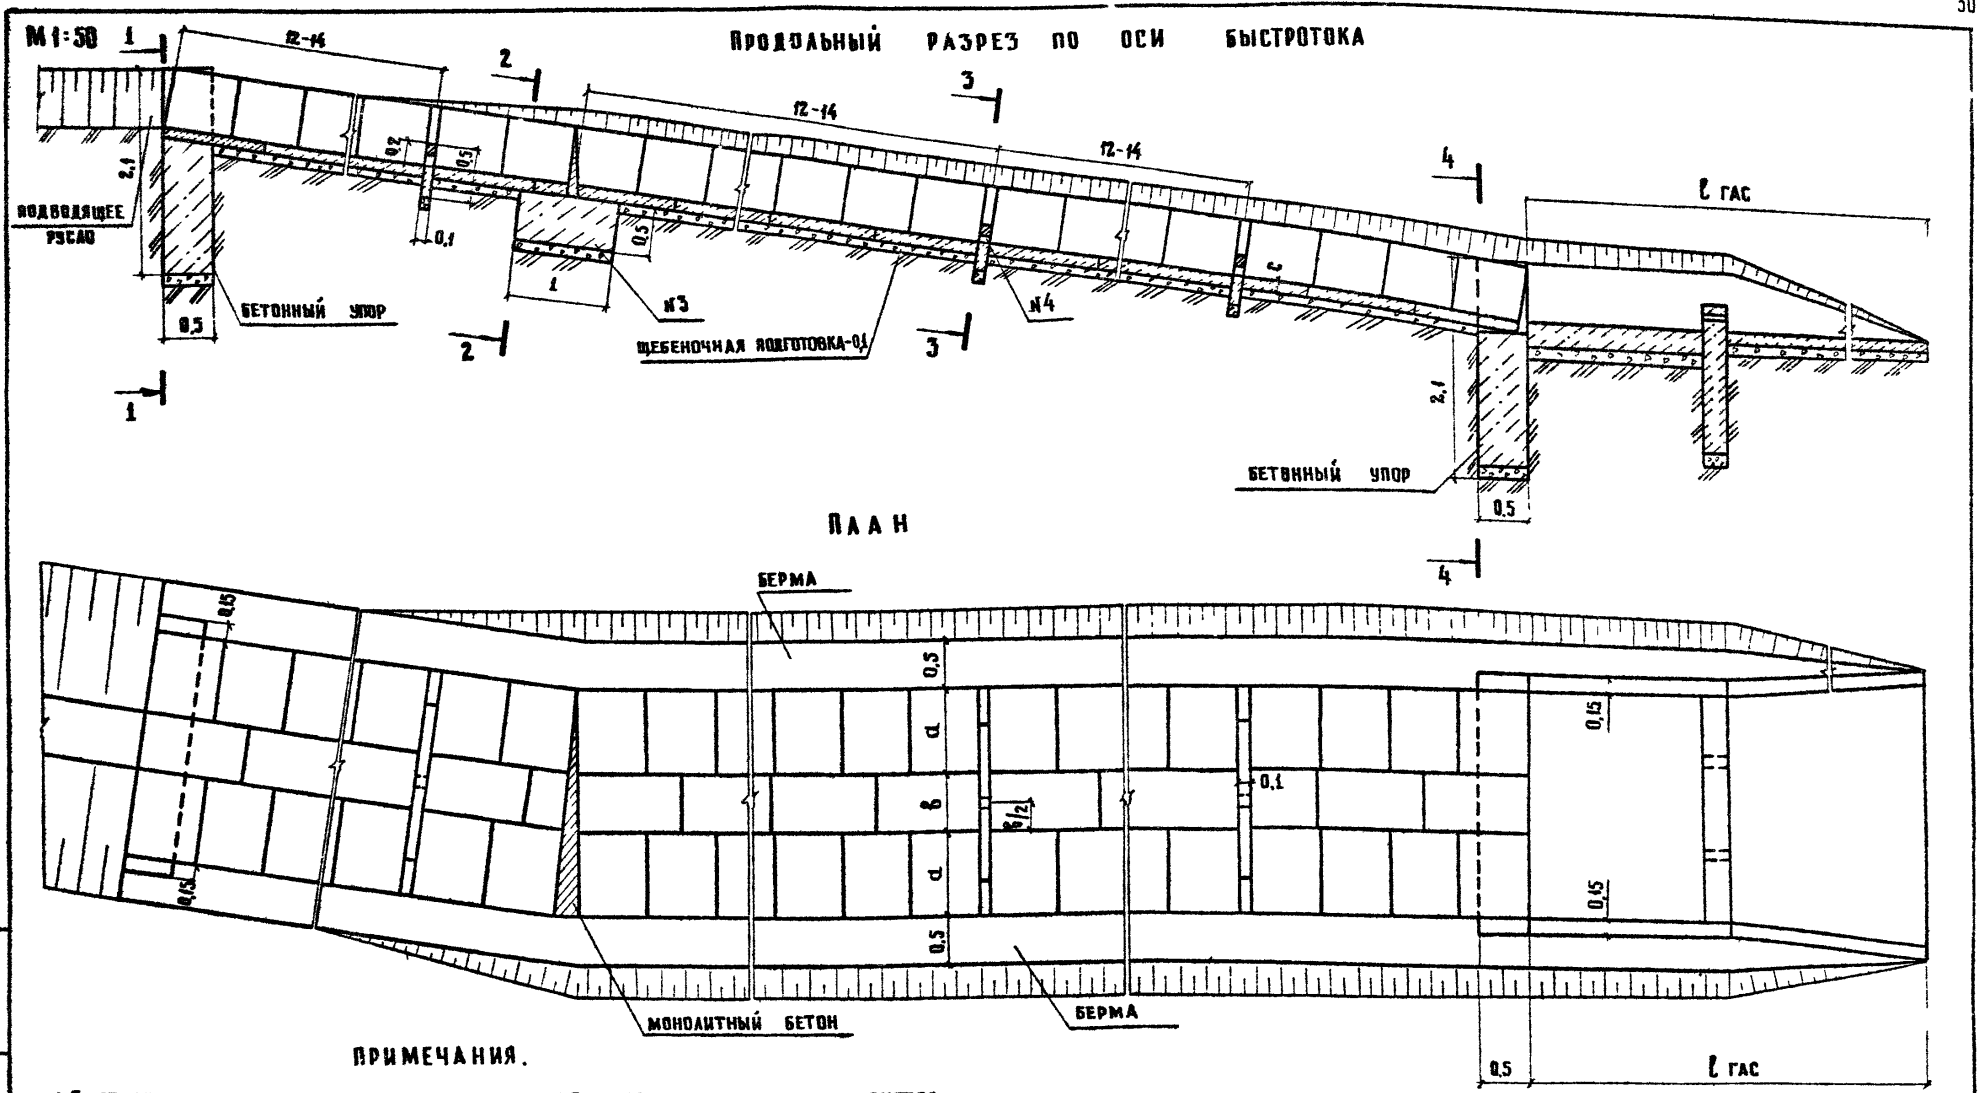 50
М 1:50
ПРОДОЛЬНЫЙ РАЗРЕЗ ПО ОСИ БЫСТРОТОКА
1
12-14
2
12-14
3
12-14
4
ℓ ГАС
2,1
0,2
0,5
0,1
ПОДВОДЯЩЕЕ
РУСЛО
0,5
БЕТОННЫЙ УПОР
0,5
1
№3
№4
2
ЩЕБЕНОЧНАЯ ПОДГОТОВКА-0,1
3
1
2,1
БЕТОННЫЙ УПОР
0,5
4
ПЛАН
БЕРМА
0,15
0,5
а
в
в/2
0,1
а
0,5
0,15
0,15
0,15
МОНОЛИТНЫЙ БЕТОН
БЕРМА
0,5
ℓ ГАС
ПРИМЕЧАНИЯ.